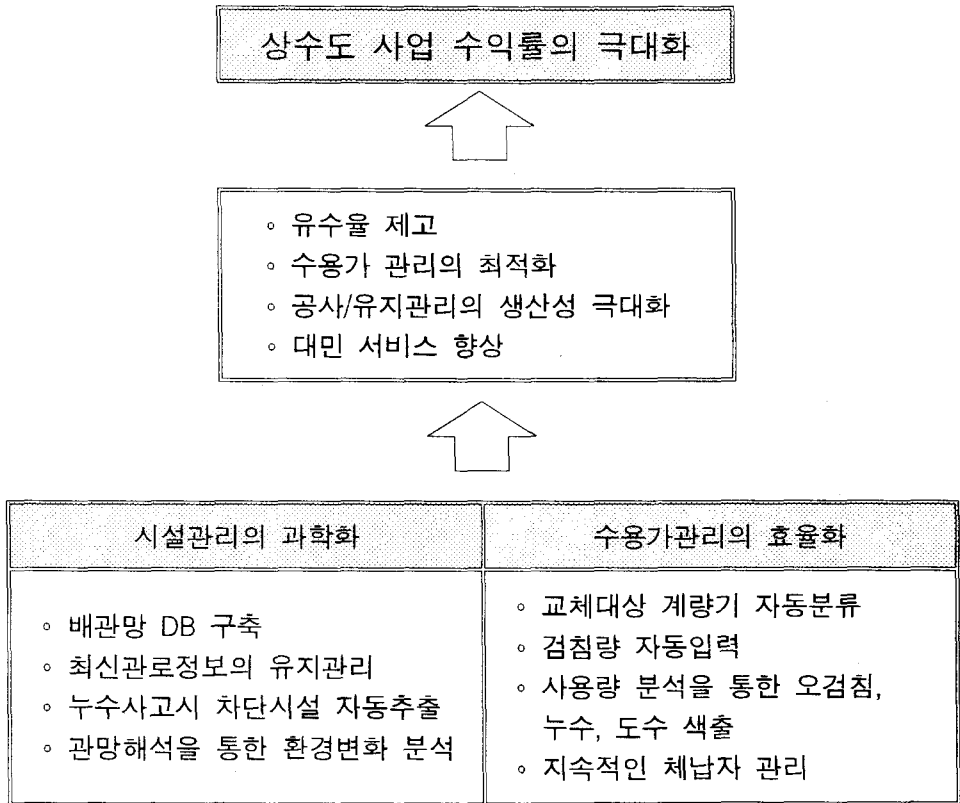 상수도 사업 수익률의 극대화
◦ 유수율 제고
◦ 수용가 관리의 최적화
◦ 공사/유지관리의 생산성 극대화
◦ 대민 서비스 향상
시설관리의 과학화
◦ 배관망 DB 구축
◦ 최신관로정보의 유지관리
◦ 누수사고시 차단시설 자동추출
◦ 관망해석을 통한 환경변화 분석
수용가관리의 효율화
◦ 교체대상 계량기 자동분류
◦ 검침량 자동입력
◦ 사용량 분석을 통한 오검침,
누수, 도수 색출
◦ 지속적인 체납자 관리